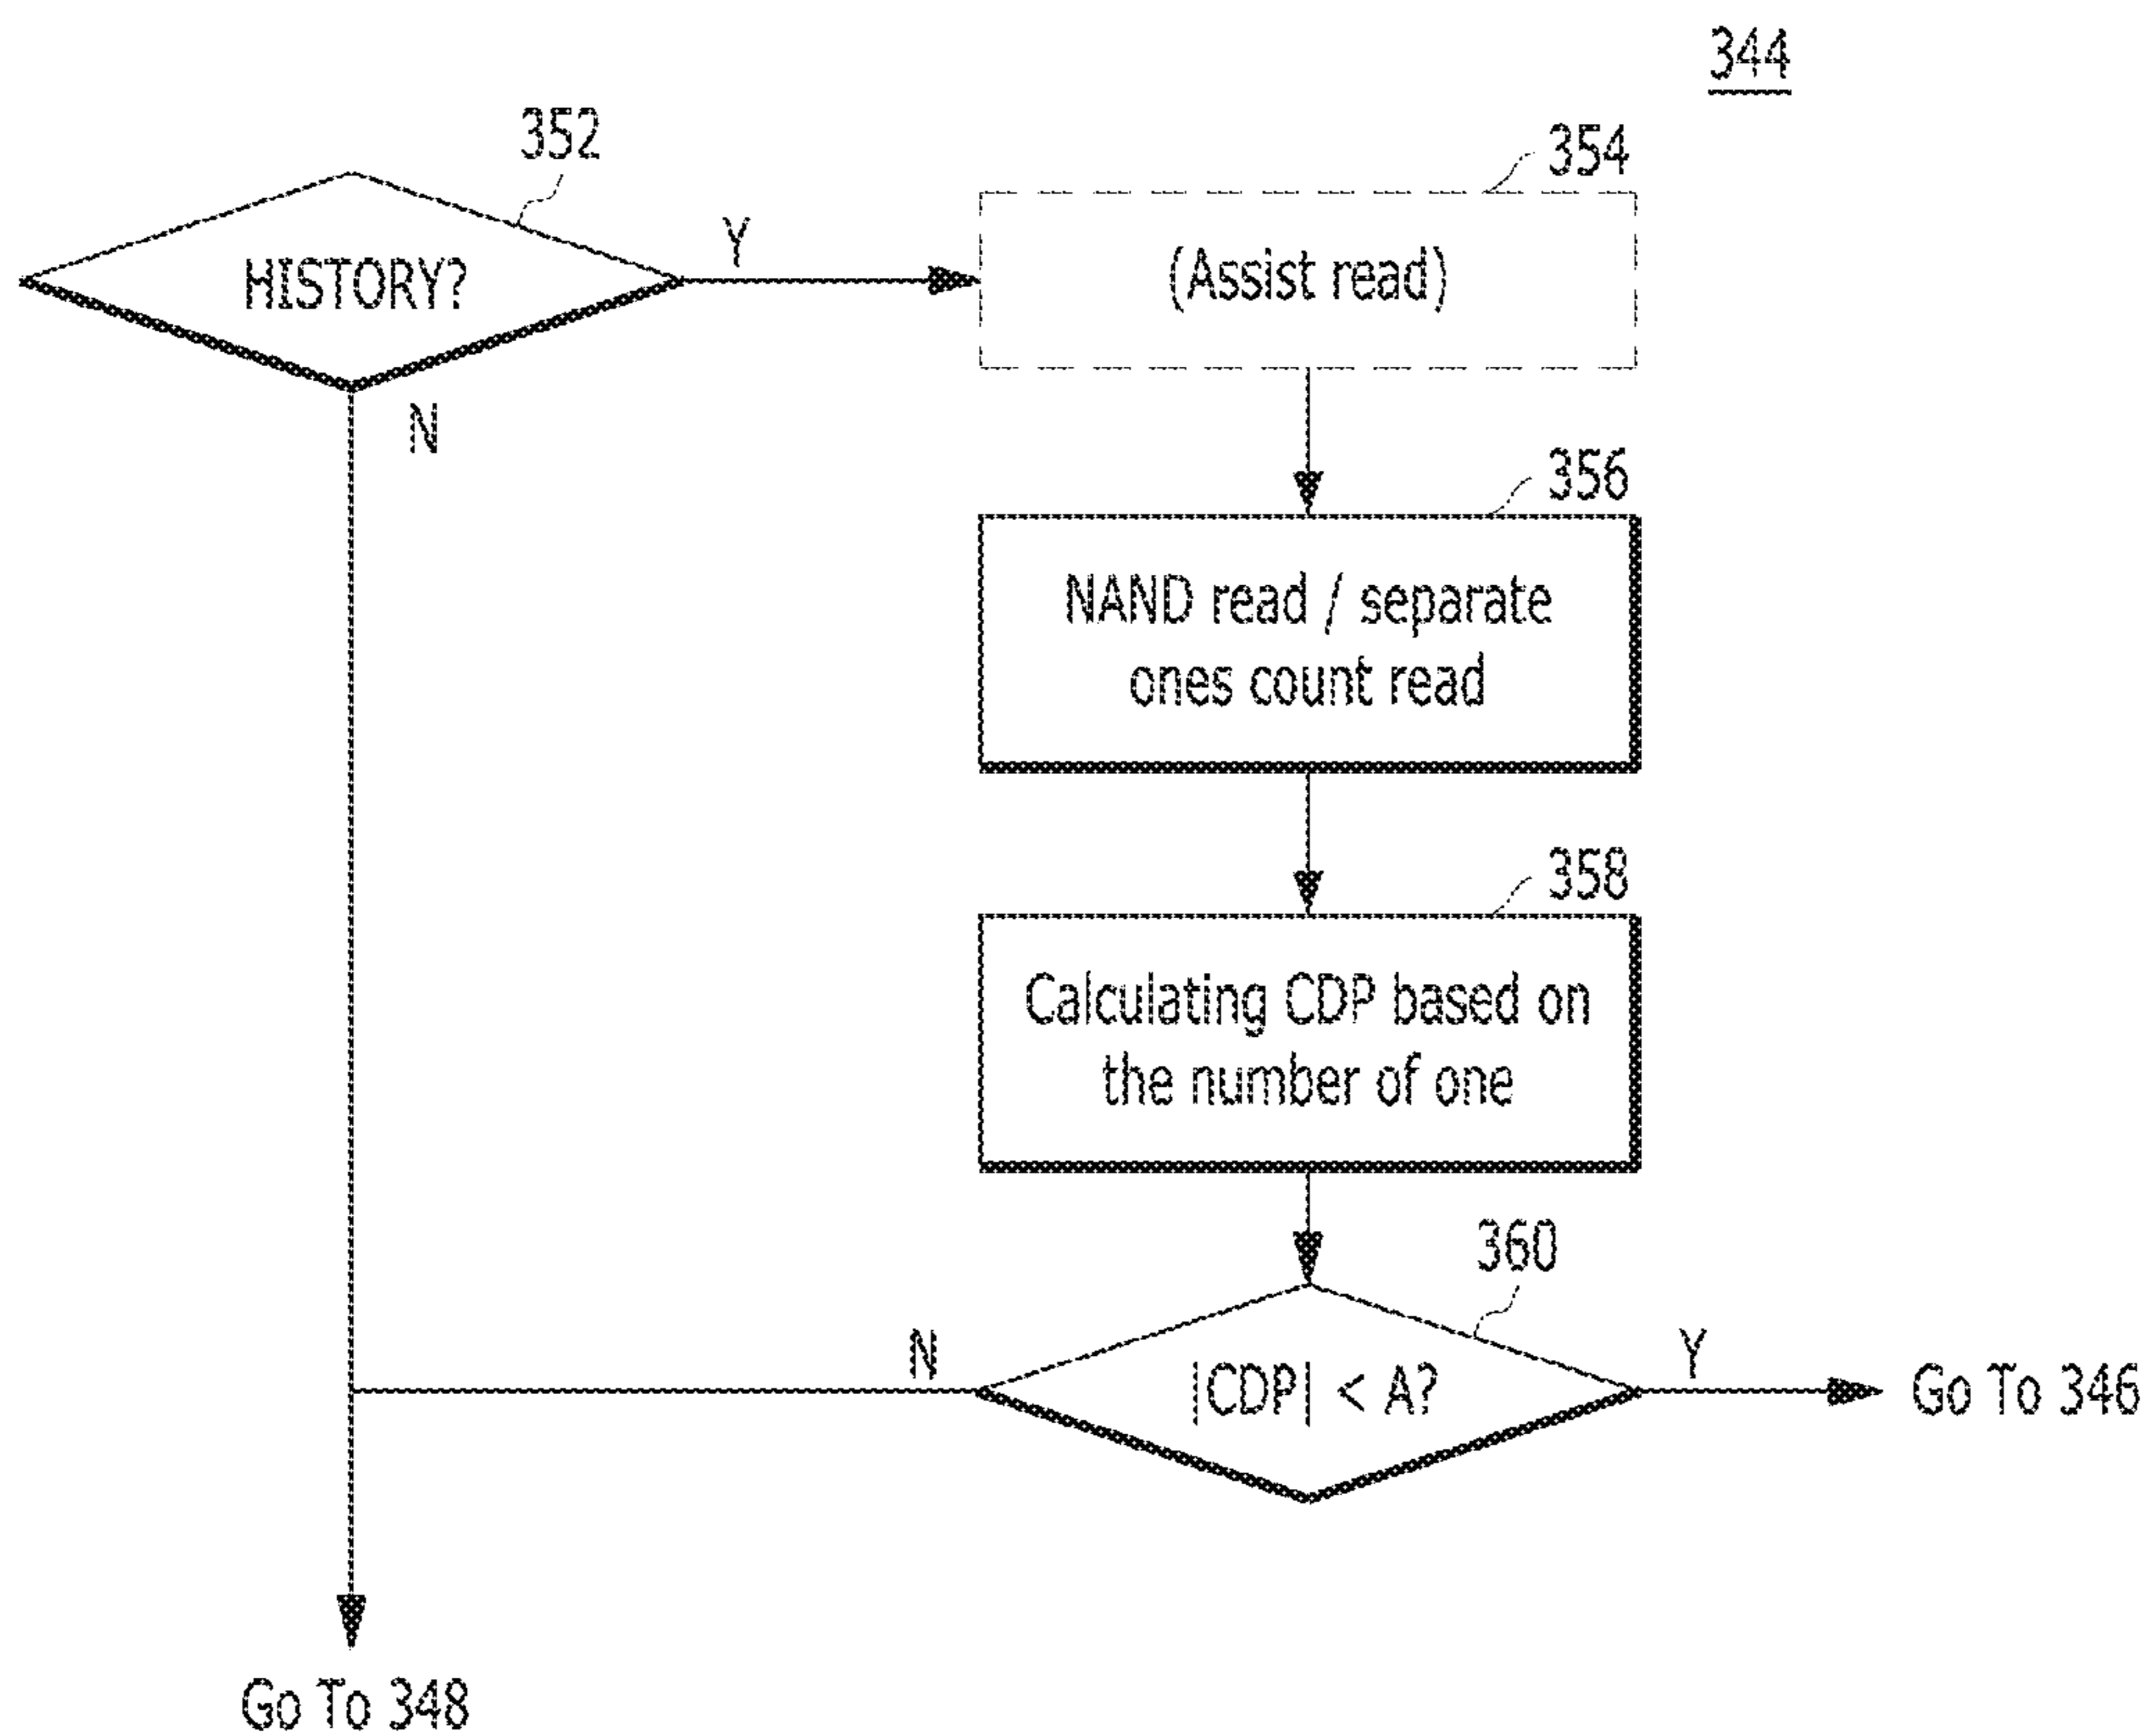 344
352
354
HISTORY?
Y
(Assist read)
N
356
NAND read / separate
ones count read
358
Calculating CDP based on
the number of one
360
N
|CDP| < A?
Y
Go To 346
Go To 348